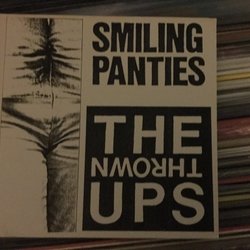 SMILING
PANTIES
THE
THROWN
UPS